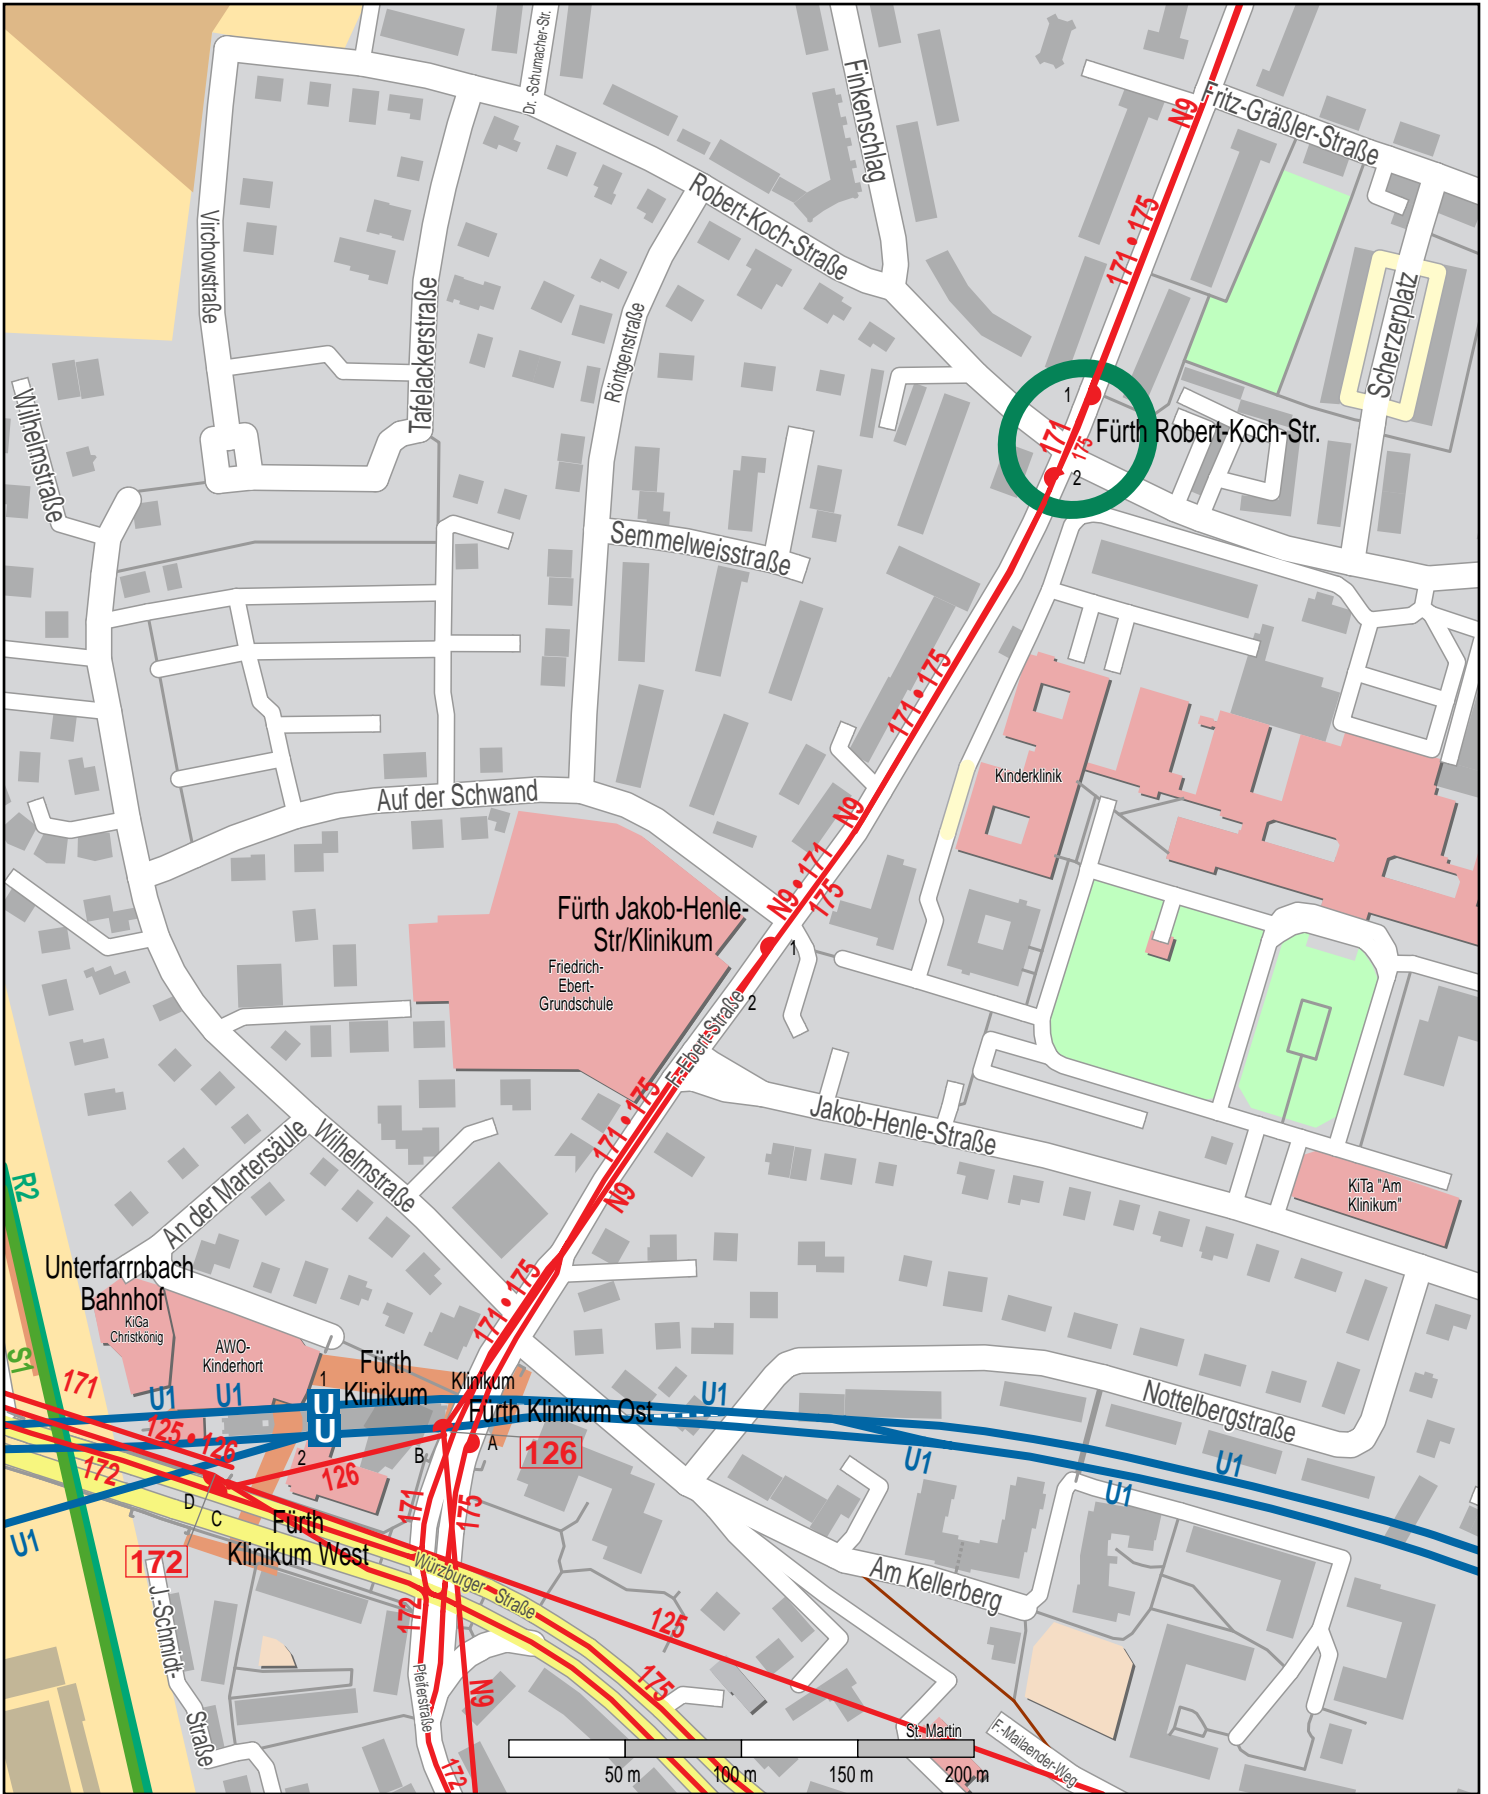 Dr. -Schumacher-Str.
Finkenschlag
N9
Fritz-Gräßler-Straße
Virchowstraße
Robert-Koch-Straße
171 • 175
Tafelackerstraße
Röntgenstraße
Scherzerplatz
Wilhelmstraße
1
171
175
Fürth Robert-Koch-Str.
2
Semmelweisstraße
171 • 175
Kinderklinik
Auf der Schwand
N9
N9 • 171
175
Fürth Jakob-Henle-
Str/Klinikum
1
Friedrich-
Ebert-
Grundschule
2
F.-Ebert-Straße
171 • 175
Jakob-Henle-Straße
An der Martersäule
Wilhelmstraße
N9
KiTa "Am
Klinikum"
R2
Unterfarrnbach
Bahnhof
KiGa
Christkönig
171 • 175
AWO-
Kinderhort
S1
171
Fürth
Klinikum
1
Klinikum
U1
U1
U
U
Fürth Klinikum Ost
U1
Nottelbergstraße
125 • 126
2
B
A
126
172
126
U1
U1
U1
D
C
171
175
Fürth
Klinikum West
U1
172
Würzburger Straße
Am Kellerberg
J.-Schmidt-
Straße
172
125
Pfeiferstraße
N9
175
St. Martin
F.-Mailaender-Weg
172
50 m
100 m
150 m
200 m